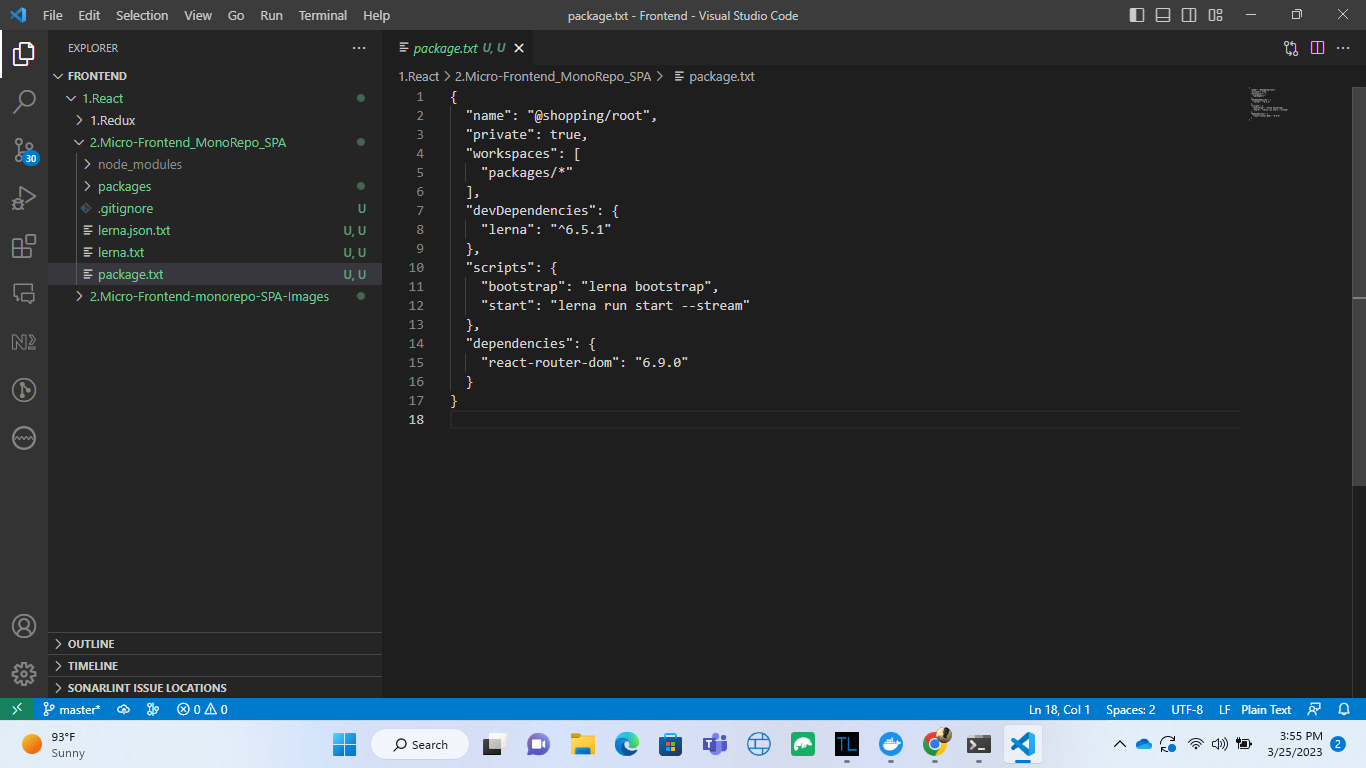 File Edit Selection View Go Run Terminal Help
package.txt - Frontend - Visual Studio Code
EXPLORER
FRONTEND
1.React
1.Redux
2.Micro-Frontend_MonoRepo_SPA
node_modules
packages
.gitignore U
lerna.json.txt U, U
lerna.txt U, U
package.txt U, U
2.Micro-Frontend-monorepo-SPA-Images
30
OUTLINE
TIMELINE
SONARLINT ISSUE LOCATIONS
package.txt U, U
1.React > 2.Micro-Frontend_MonoRepo_SPA > package.txt
1 {
2 "name": "@shopping/root",
3 "private": true,
4 "workspaces": [
5 "packages/*"
6 ],
7 "devDependencies": {
8 "lerna": "^6.5.1"
9 },
10 "scripts": {
11 "bootstrap": "lerna bootstrap",
12 "start": "lerna run start --stream"
13 },
14 "dependencies": {
15 "react-router-dom": "6.9.0"
16 }
17 }
18
master* 0 0 Ln 18, Col 1 Spaces: 2 UTF-8 LF Plain Text
93°F
Sunny
Search
TL
3:55 PM
3/25/2023
2